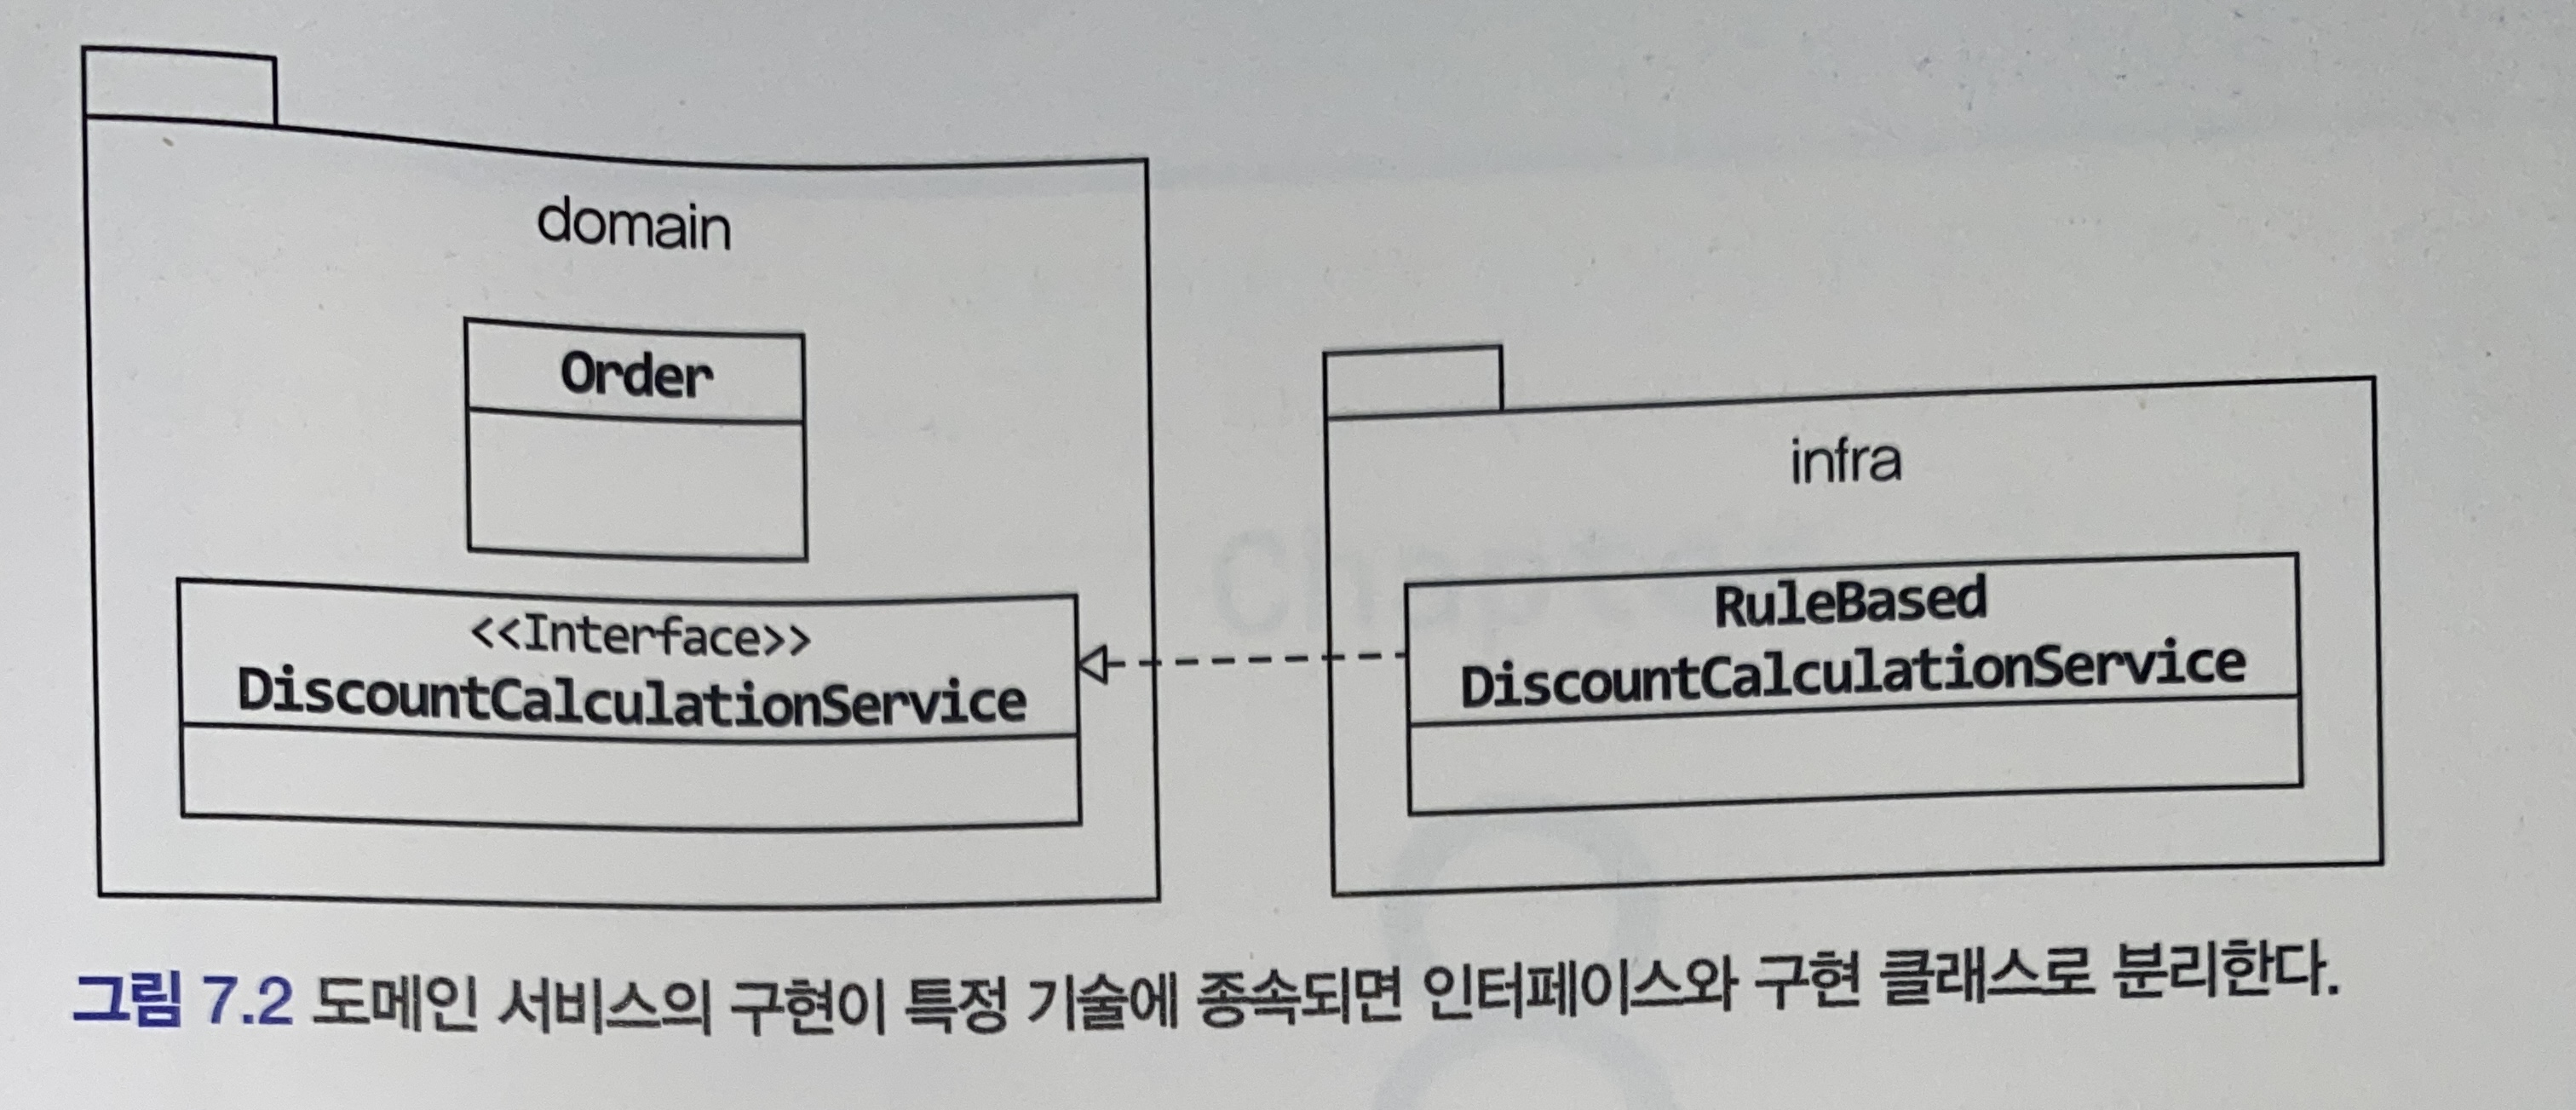 domain
Order
<<Interface>>
DiscountCalculationService
infra
RuleBased
DiscountCalculationService
그림 7.2 도메인 서비스의 구현이 특정 기술에 종속되면 인터페이스와 구현 클래스로 분리한다.